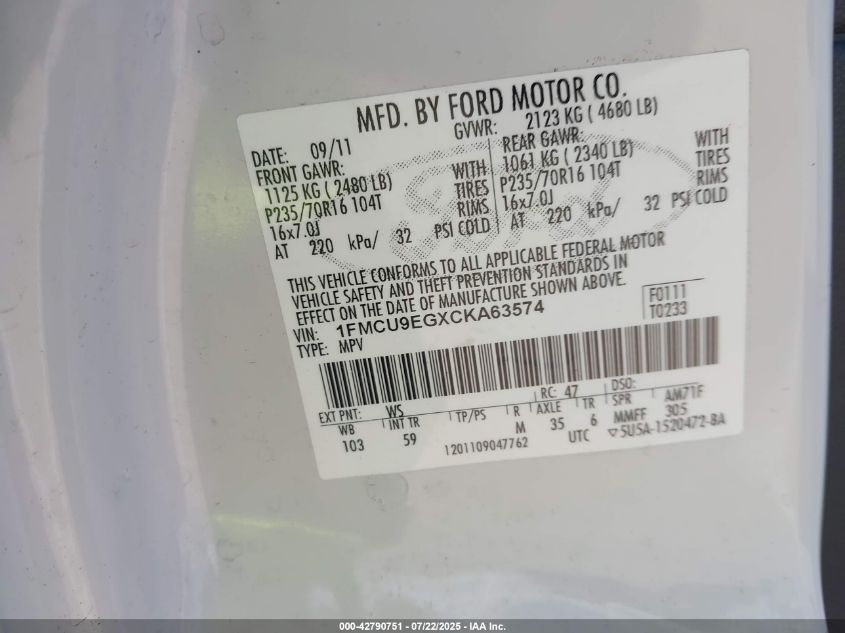 MFD. BY FORD MOTOR CO.
DATE: 09/11
GVWR: 2123 KG ( 4680 LB)
FRONT GAWR:
1125 KG ( 2480 LB) WITH
P235/70R16 104T TIRES
16x7.0J RIMS
AT 220 kPa/ 32 PSI COLD
REAR GAWR:
1061 KG ( 2340 LB) WITH
P235/70R16 104T TIRES
16x7.0J RIMS
AT 220 kPa/ 32 PSI COLD
THIS VEHICLE CONFORMS TO ALL APPLICABLE FEDERAL MOTOR
VEHICLE SAFETY AND THEFT PREVENTION STANDARDS IN
EFFECT ON THE DATE OF MANUFACTURE SHOWN ABOVE.
VIN: 1FMCU9EGXCKA63574
TYPE: MPV
F0111
T0233
EXT PNT: WS RC: 47 DSO:
WB INT TR TP/PS R AXLE TR SPR AM71F
103 59 M 35 6 MMFF 305
1201109047762 UTC ▽5U5A-1520472-BA
000-42790751 - 07/22/2025 - IAA Inc.